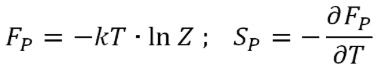 F_P = −kT · ln Z ;   S_P = − ∂F_P / ∂T